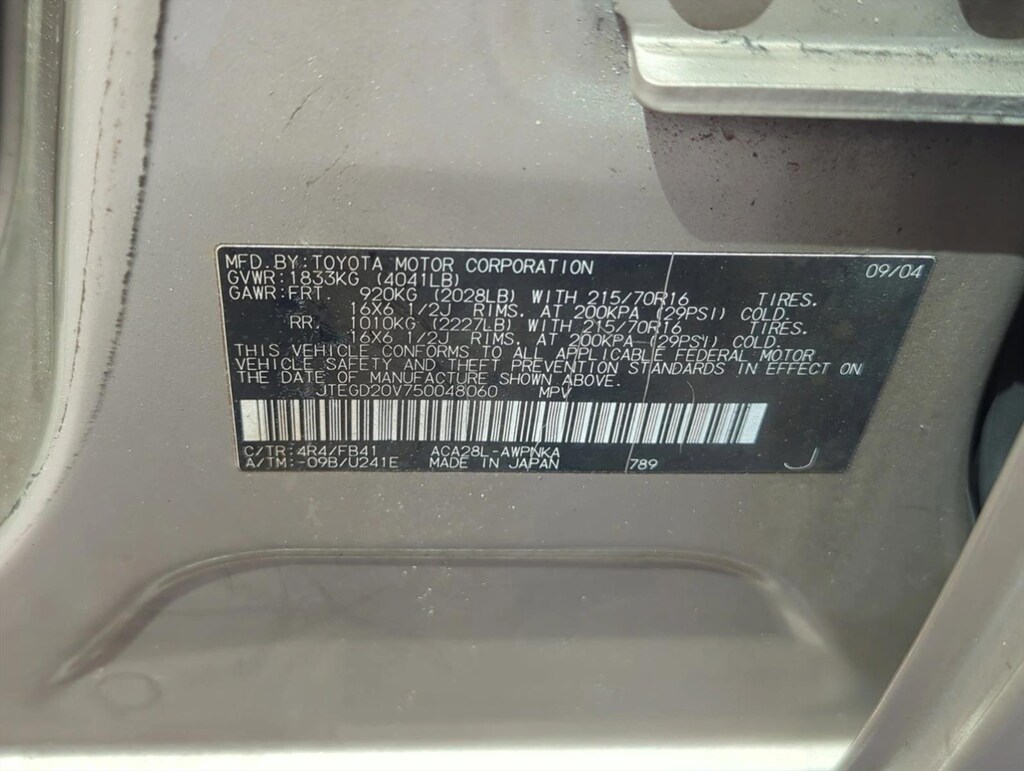 MFD.BY:TOYOTA MOTOR CORPORATION 09/04
GVWR:1833KG (4041LB)
GAWR:FRT 920KG (2028LB) WITH 215/70R16 TIRES.
16X6 1/2J RIMS. AT 200KPA (29PSI) COLD.
RR. 1010KG (2227LB) WITH 215/70R16 TIRES.
16X6 1/2J RIMS. AT 200KPA (29PSI) COLD.
THIS VEHICLE CONFORMS TO ALL APPLICABLE FEDERAL MOTOR
VEHICLE SAFETY AND THEFT PREVENTION STANDARDS IN EFFECT ON
THE DATE OF MANUFACTURE SHOWN ABOVE.
JTEGD20V750048060 MPV
C/TR:4R4/FB41 ACA28L-AWPNKA
A/TM:-09B/U241E MADE IN JAPAN 789 J